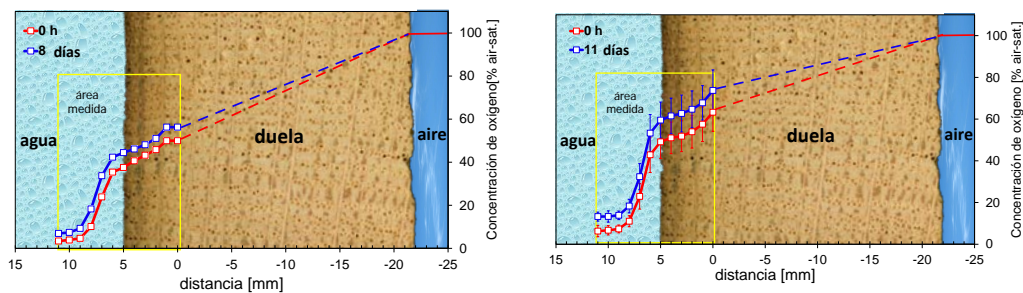 0 h
8 días
área
medida
agua
duela
aire
100
80
60
40
20
0
Concentración de oxígeno[% air-sat.]
15 10 5 0 -5 -10 -15 -20 -25
distancia [mm]
0 h
11 días
área
medida
agua
duela
aire
100
80
60
40
20
0
Concentración de oxígeno [% air-sat.]
15 10 5 0 -5 -10 -15 -20 -25
distancia [mm]